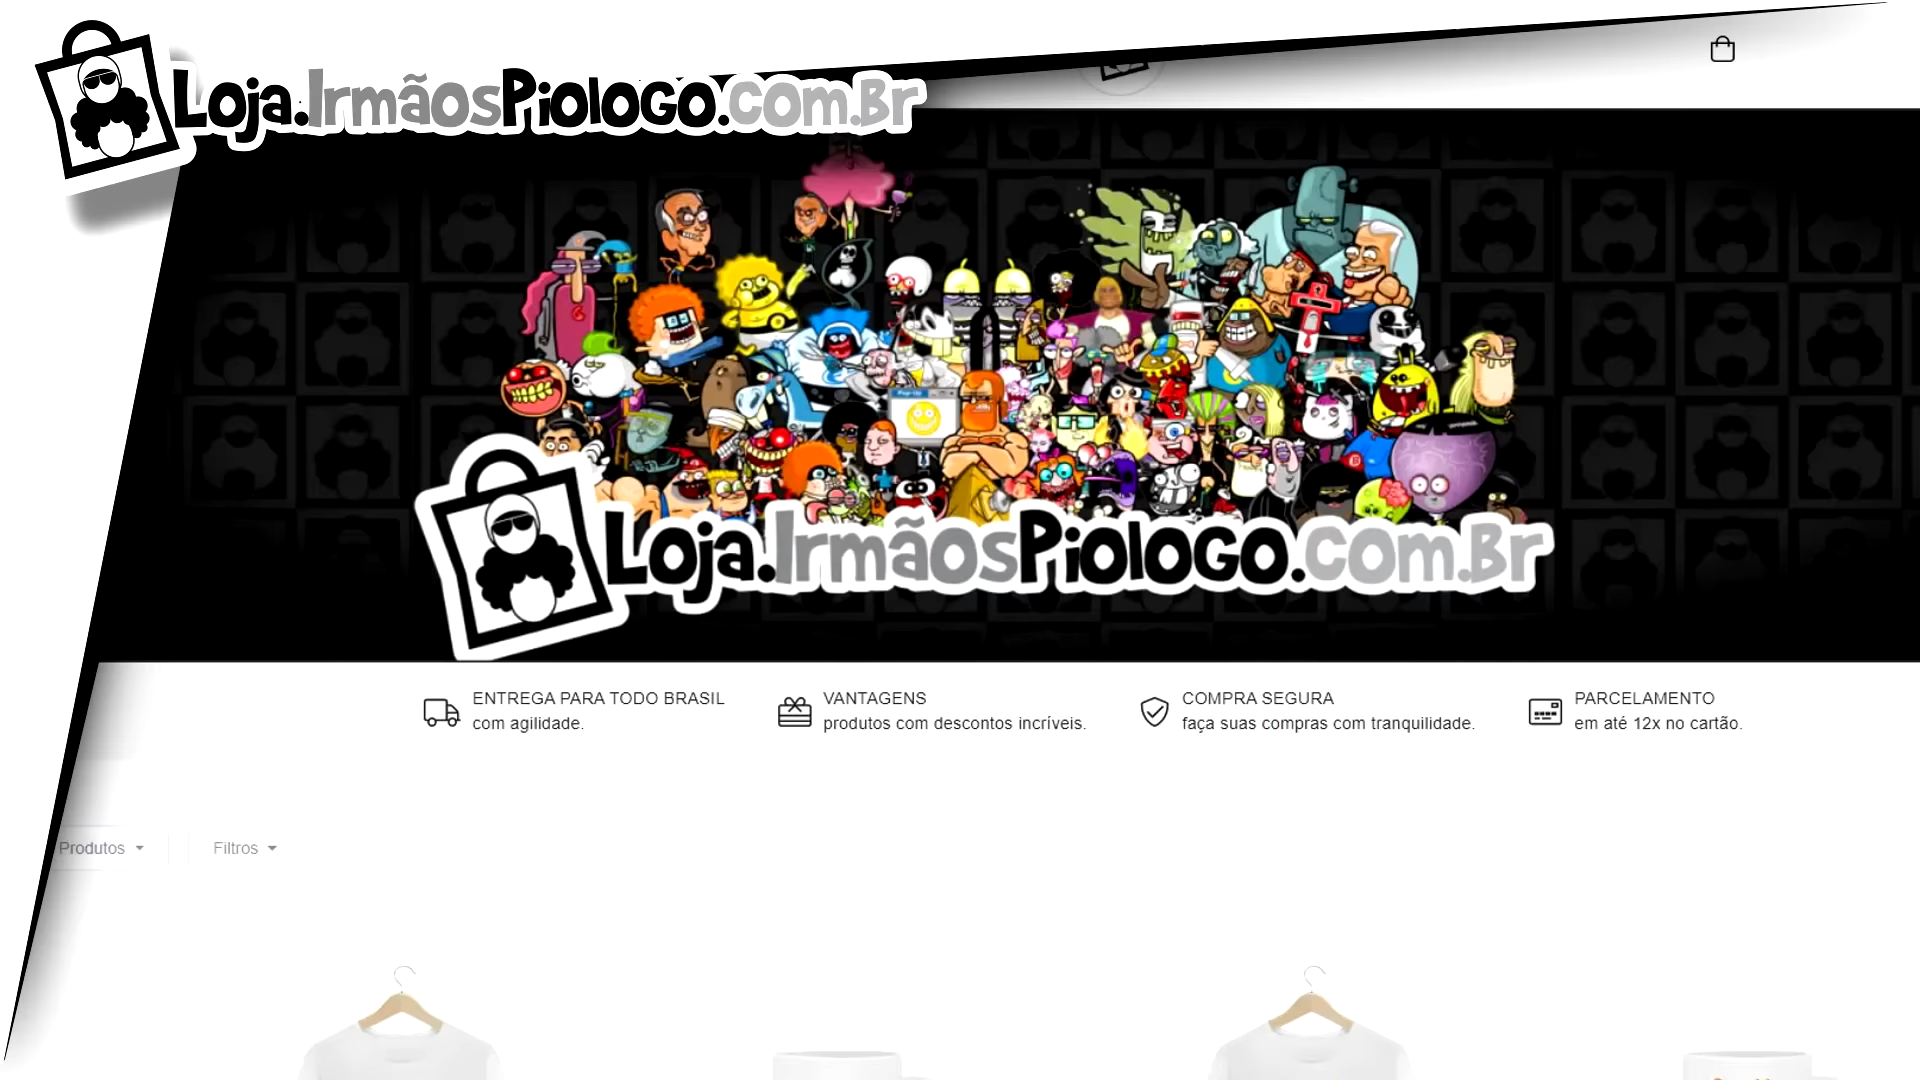 Loja.IrmãosPiologo.com.Br
Loja.IrmãosPiologo.com.Br
ENTREGA PARA TODO BRASIL
com agilidade.
VANTAGENS
produtos com descontos incríveis.
COMPRA SEGURA
faça suas compras com tranquilidade.
PARCELAMENTO
em até 12x no cartão.
Produtos
Filtros